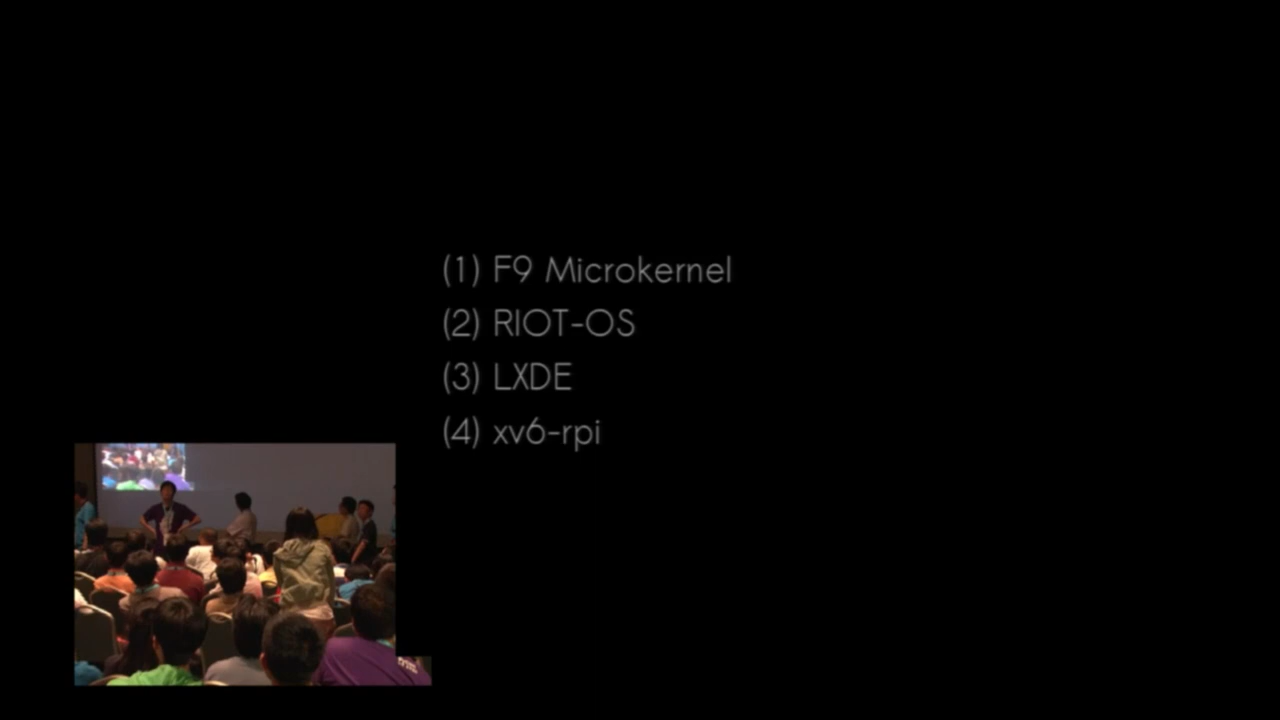 (1) F9 Microkernel
(2) RIOT-OS
(3) LXDE
(4) xv6-rpi